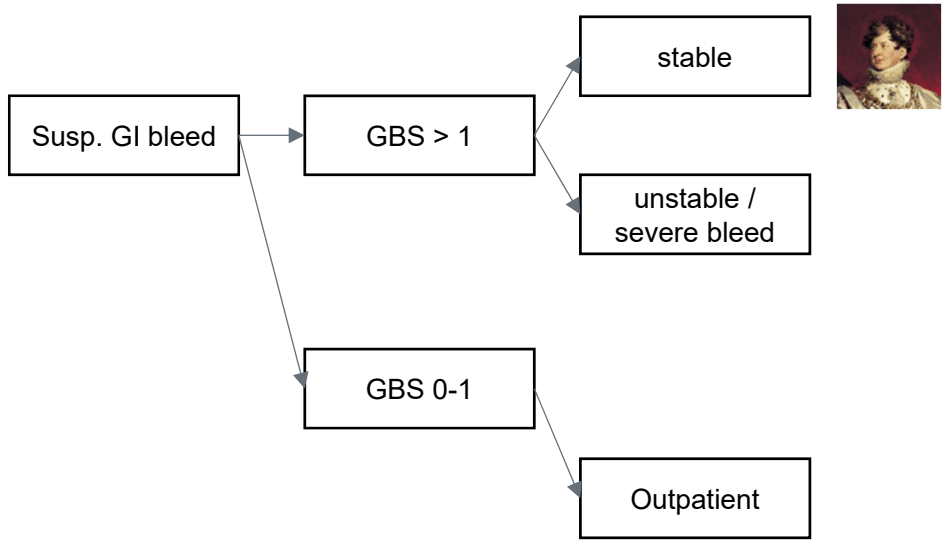 stable
Susp. GI bleed
GBS > 1
unstable /
severe bleed
GBS 0-1
Outpatient